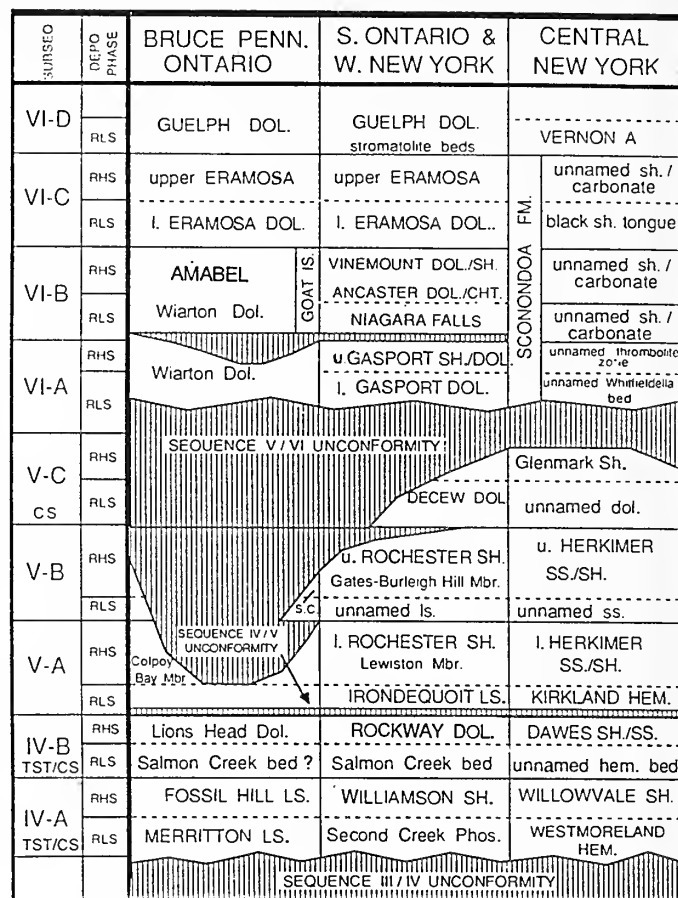 SUBSEQ
DEPO PHASE
BRUCE PENN. ONTARIO
S. ONTARIO & W. NEW YORK
CENTRAL NEW YORK
VI-D
RLS
GUELPH DOL.
GUELPH DOL.
stromatolite beds
VERNON A
VI-C
RHS
upper ERAMOSA
upper ERAMOSA
unnamed sh. /
carbonate
RLS
l. ERAMOSA DOL.
l. ERAMOSA DOL..
black sh. tongue
SCONONDOA FM.
VI-B
RHS
AMABEL
GOAT IS.
VINEMOUNT DOL./SH.
ANCASTER DOL./CHT.
unnamed sh. /
carbonate
RLS
Wiarton Dol.
NIAGARA FALLS
unnamed sh. /
carbonate
VI-A
RHS
Wiarton Dol.
u. GASPORT SH./DOL.
unnamed thrombolite
zone
RLS
l. GASPORT DOL.
unnamed Whitfieldella
bed
SEQUENCE V / VI UNCONFORMITY
V-C
CS
RHS
Glenmark Sh.
RLS
DECEW DOL
unnamed dol.
V-B
RHS
u. ROCHESTER SH.
Gates-Burleigh Hill Mbr.
u. HERKIMER
SS./SH.
RLS
S.C
unnamed ls.
unnamed ss.
SEQUENCE IV / V
UNCONFORMITY
V-A
RHS
Colpoy
Bay Mbr
l. ROCHESTER SH.
Lewiston Mbr.
l. HERKIMER
SS./SH.
RLS
IRONDEQUOIT LS.
KIRKLAND HEM.
IV-B
TST/CS
RHS
Lions Head Dol.
ROCKWAY DOL.
DAWES SH./SS.
RLS
Salmon Creek bed ?
Salmon Creek bed
unnamed hem. bed
IV-A
TST/CS
RHS
FOSSIL HILL LS.
WILLIAMSON SH.
WILLOWVALE SH.
RLS
MERRITTON LS.
Second Creek Phos.
WESTMORELAND
HEM.
SEQUENCE III / IV UNCONFORMITY